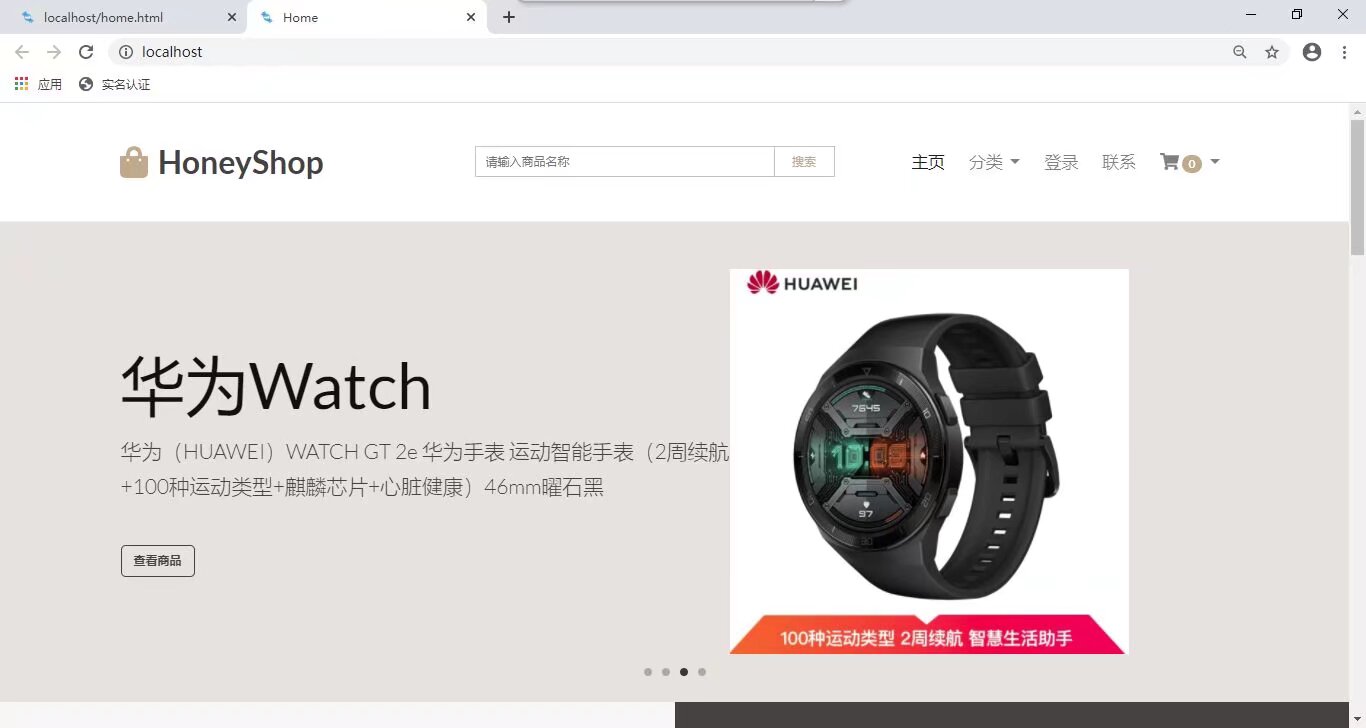 localhost/home.html
Home
localhost
应用
实名认证
HoneyShop
请输入商品名称
搜索
主页
分类
登录
联系
0
HUAWEI
华为Watch
华为（HUAWEI）WATCH GT 2e 华为手表 运动智能手表（2周续航
+100种运动类型+麒麟芯片+心脏健康）46mm曜石黑
查看商品
7645
10
20
30
97
100种运动类型 2周续航 智慧生活助手